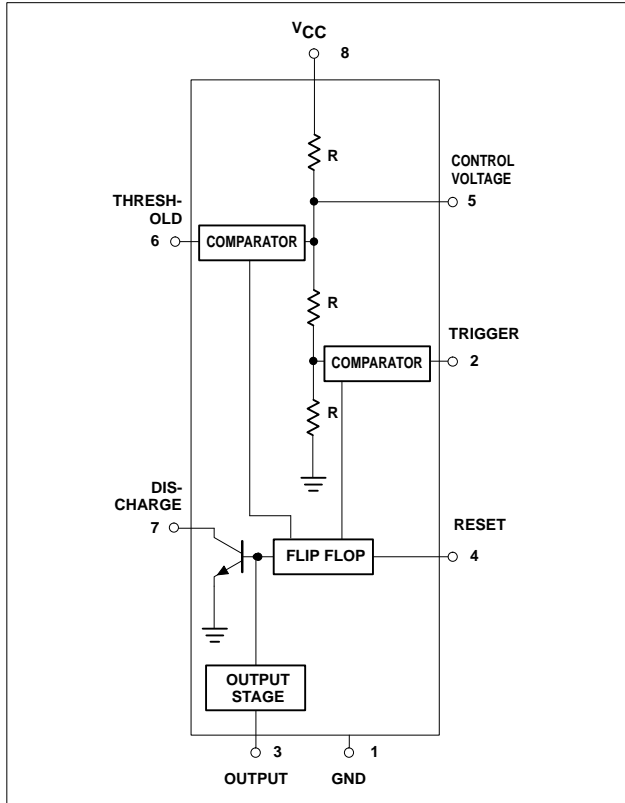 VCC
8
R
CONTROL
VOLTAGE
5
THRESH-
OLD
6
COMPARATOR
R
TRIGGER
COMPARATOR
2
R
DIS-
CHARGE
7
RESET
FLIP FLOP
4
OUTPUT
STAGE
3
1
OUTPUT
GND